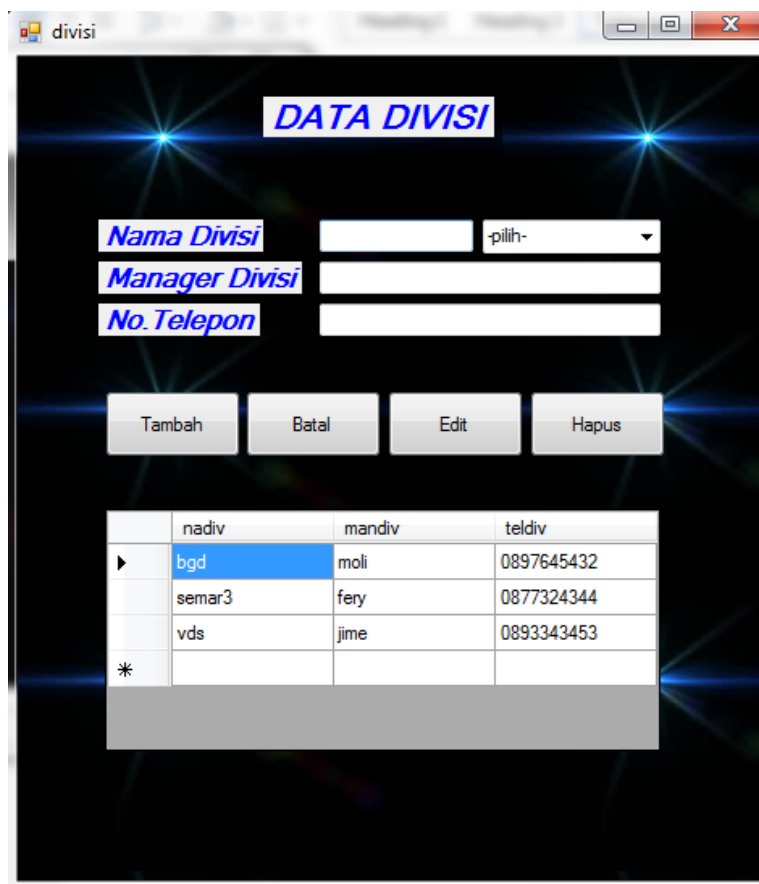 divisi
DATA DIVISI
Nama Divisi -pilih-
Manager Divisi
No.Telepon
Tambah Batal Edit Hapus
nadiv mandiv teldiv
bgd moli 0897645432
semar3 fery 0877324344
vds jime 0893343453